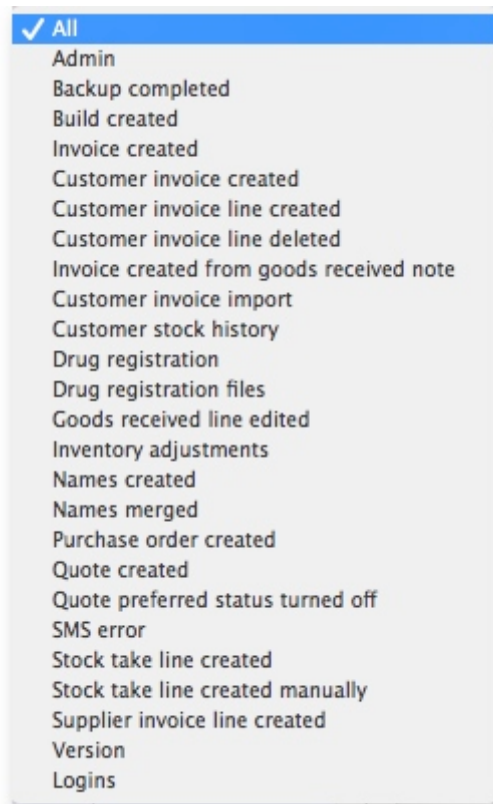 All
Admin
Backup completed
Build created
Invoice created
Customer invoice created
Customer invoice line created
Customer invoice line deleted
Invoice created from goods received note
Customer invoice import
Customer stock history
Drug registration
Drug registration files
Goods received line edited
Inventory adjustments
Names created
Names merged
Purchase order created
Quote created
Quote preferred status turned off
SMS error
Stock take line created
Stock take line created manually
Supplier invoice line created
Version
Logins